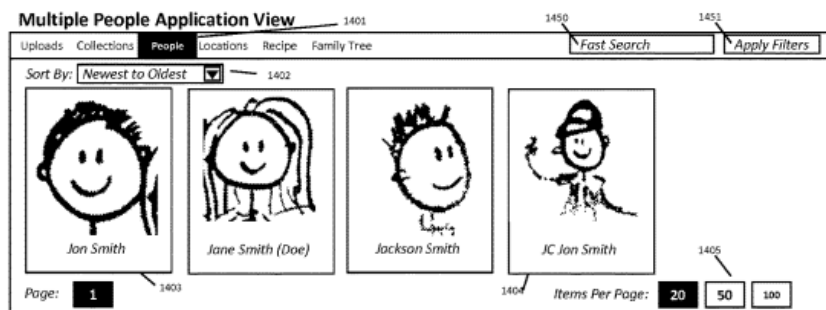 Multiple People Application View
1401
1450
1451
Uploads Collections People Locations Recipe Family Tree Fast Search Apply Filters
Sort By: Newest to Oldest 1402
Jon Smith Jane Smith (Doe) Jackson Smith JC Jon Smith
1403 1404 1405
Page: 1 Items Per Page: 20 50 100